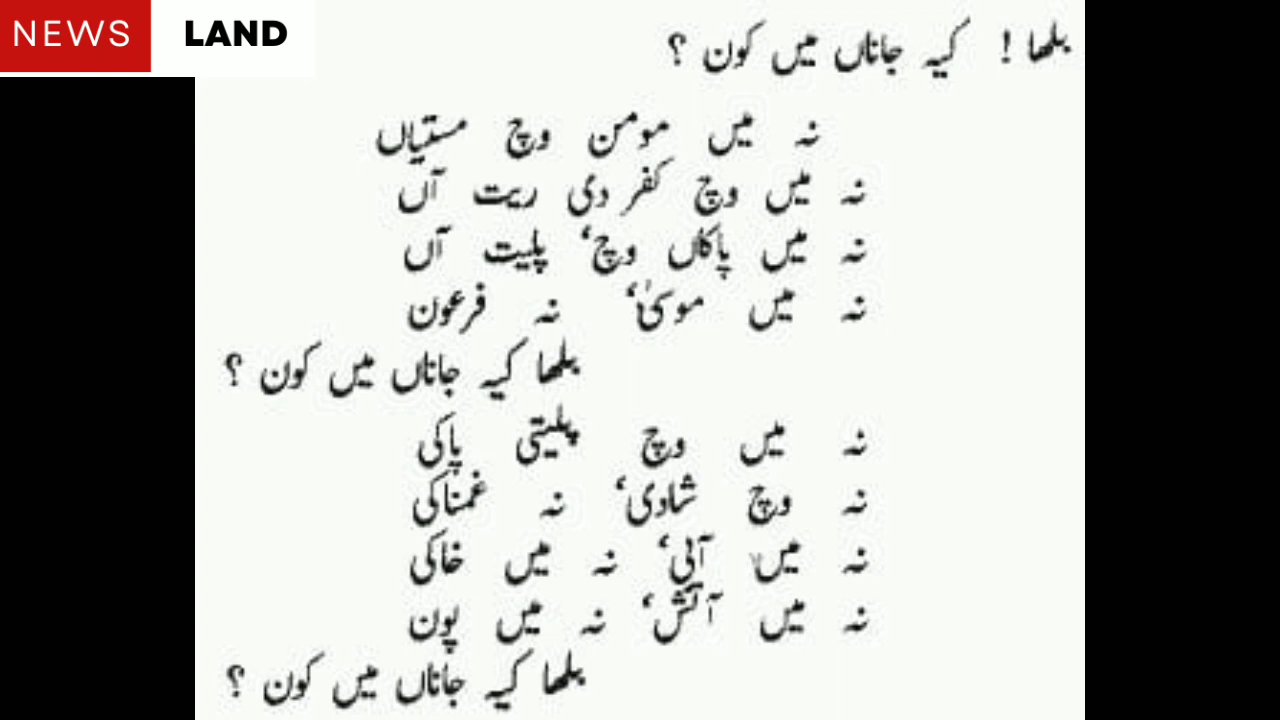 NEWS LAND
بلھا ! کیہ جاناں میں کون ؟
نہ میں مومن وچ مستیاں
نہ میں وچ کفر دی ریت آں
نہ میں پاکاں وچ، پلیت آں
نہ میں موسیٰ، نہ فرعون
بلھا کیہ جاناں میں کون ؟
نہ میں وچ پلیتی پاکی
نہ وچ شادی، نہ غمناکی
نہ میں آبی، نہ میں خاکی
نہ میں آتش، نہ میں پون
بلھا کیہ جاناں میں کون ؟